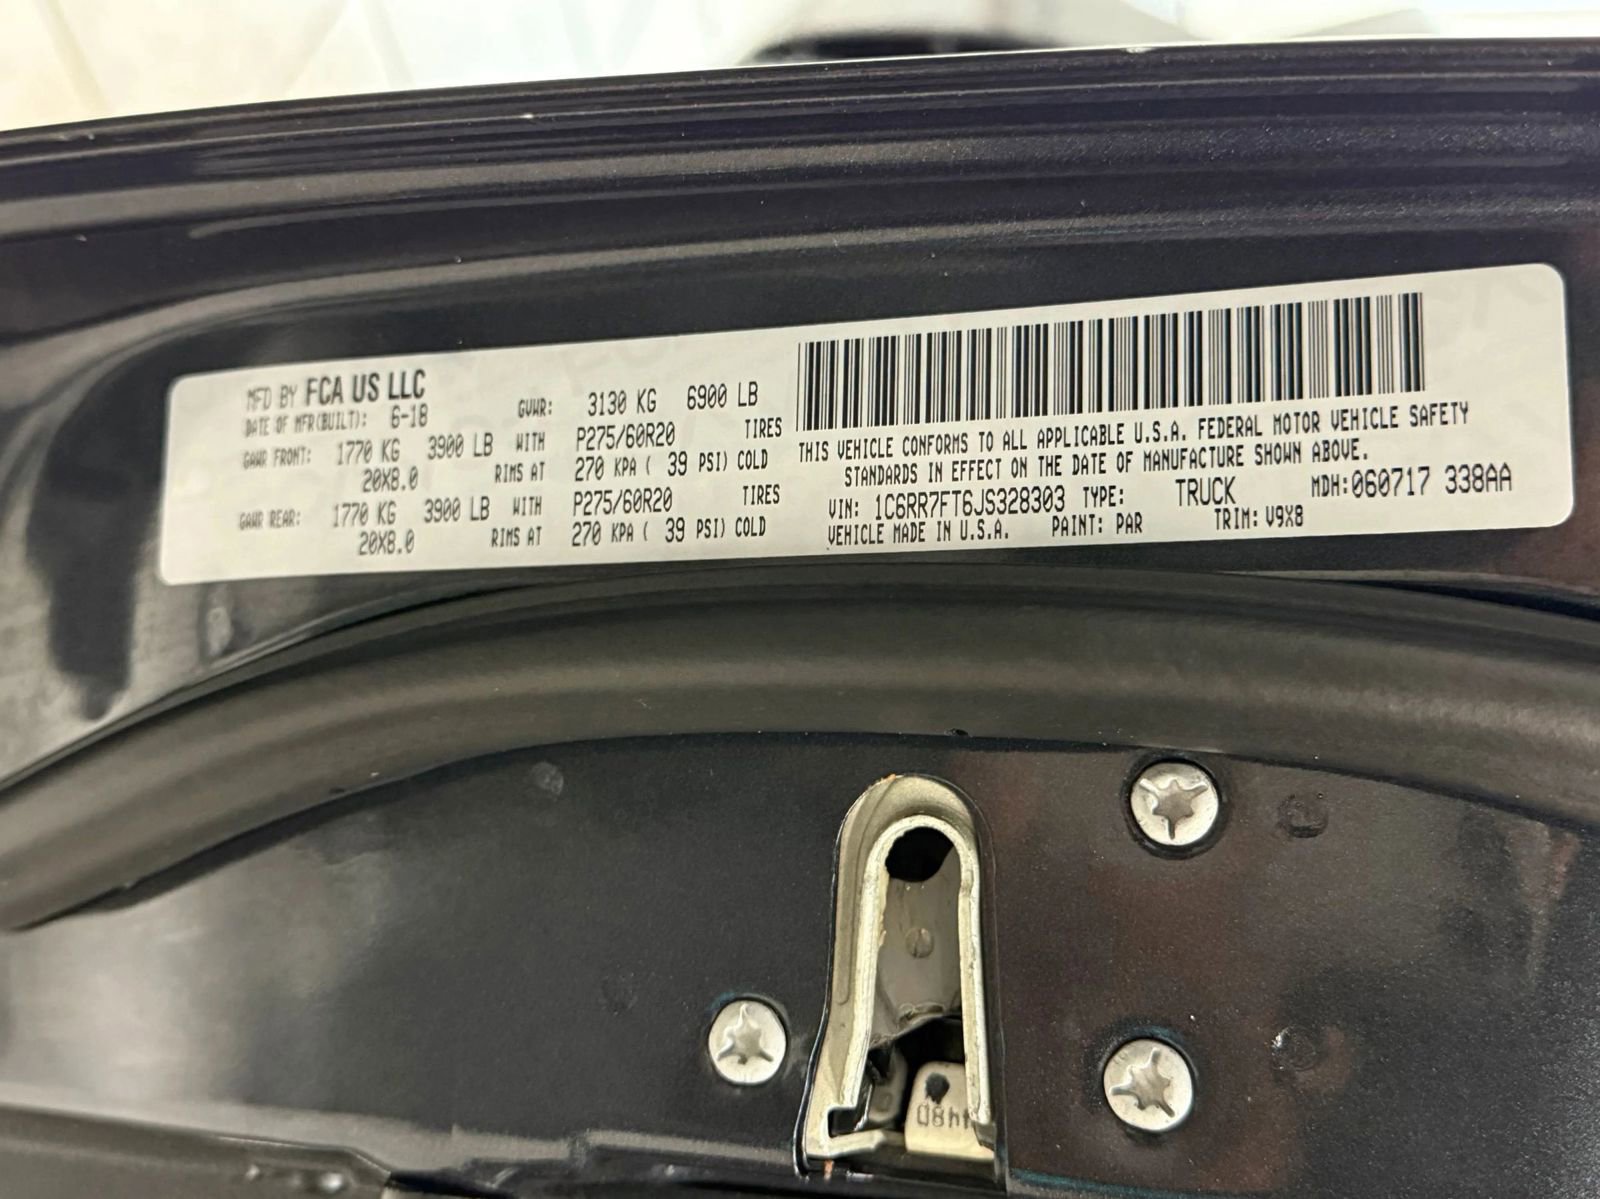 MFD BY FCA US LLC
DATE OF MFR(BUILT): 6-18 GVWR: 3130 KG 6900 LB
GAWR FRONT: 1770 KG 3900 LB WITH P275/60R20 TIRES
20X8.0 RIMS AT 270 KPA ( 39 PSI) COLD
GAWR REAR: 1770 KG 3900 LB WITH P275/60R20 TIRES
20X8.0 RIMS AT 270 KPA ( 39 PSI) COLD
THIS VEHICLE CONFORMS TO ALL APPLICABLE U.S.A. FEDERAL MOTOR VEHICLE SAFETY
STANDARDS IN EFFECT ON THE DATE OF MANUFACTURE SHOWN ABOVE.
VIN: 1C6RR7FT6JS328303 TYPE: TRUCK MDH:060717 338AA
VEHICLE MADE IN U.S.A. PAINT: PAR TRIM: V9X8